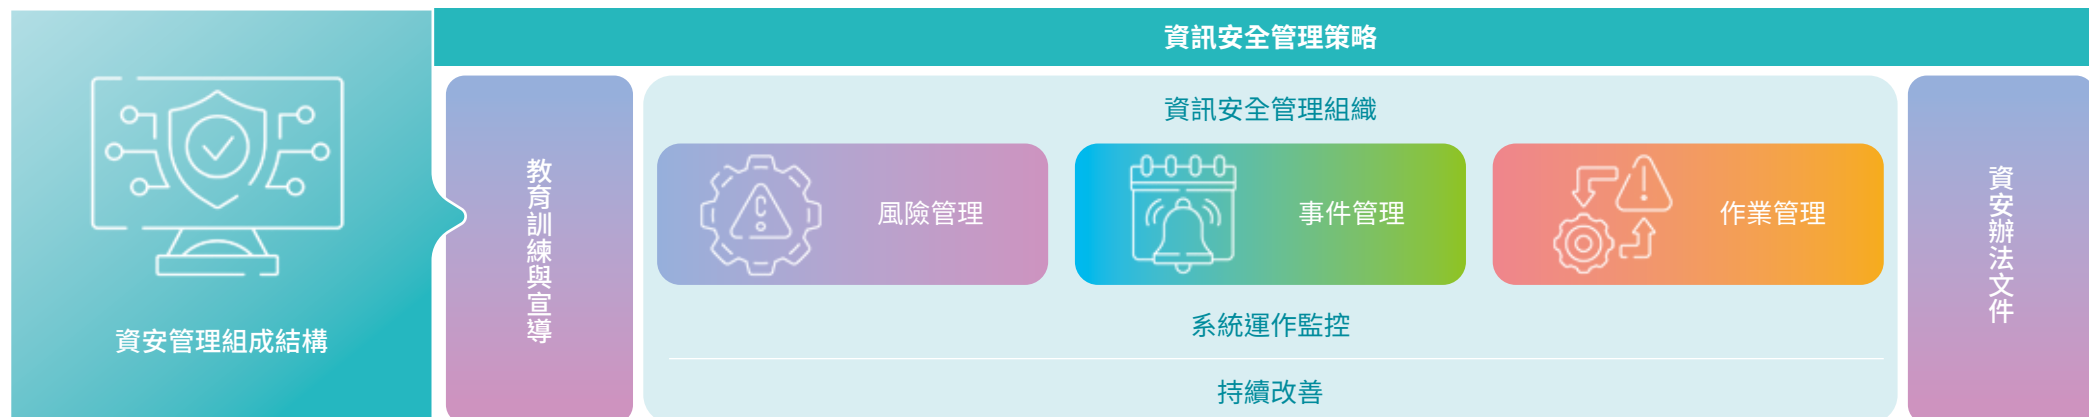 資安管理組成結構
資訊安全管理策略
教育訓練與宣導
資訊安全管理組織
風險管理
事件管理
作業管理
系統運作監控
持續改善
資安辦法文件